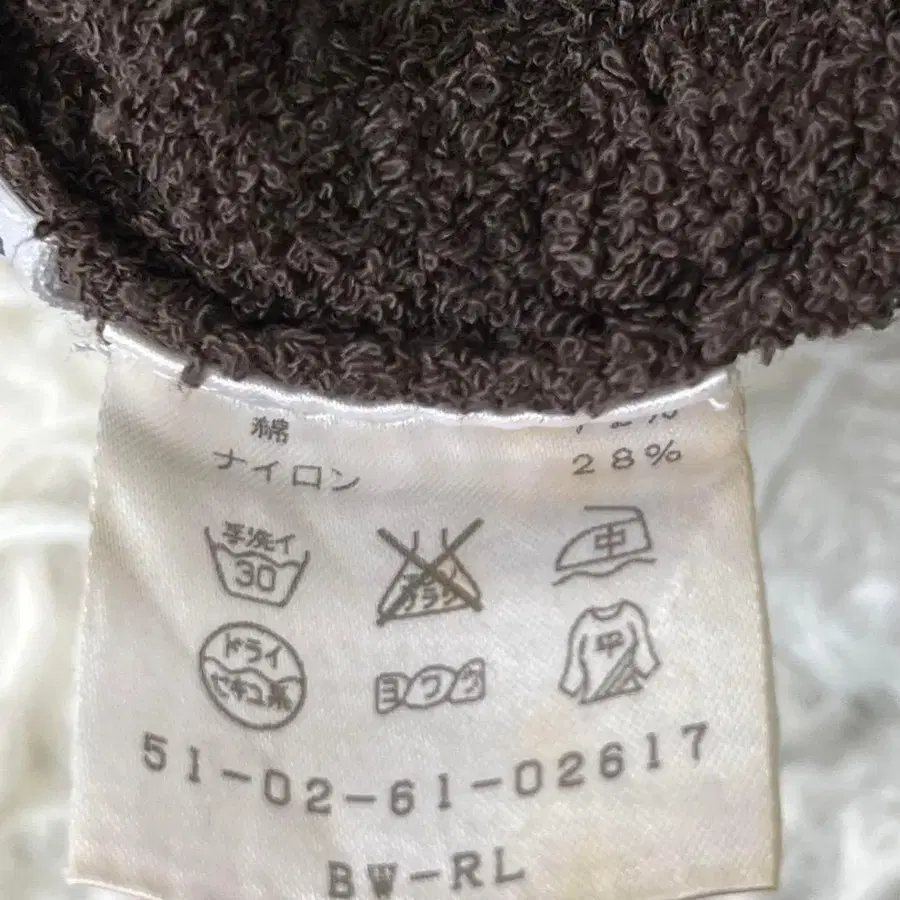 綿
ナイロン 28%
手洗イ
30
中
ドライ
セキユ系
ヨワク
平
51-02-61-02617
BW-RL